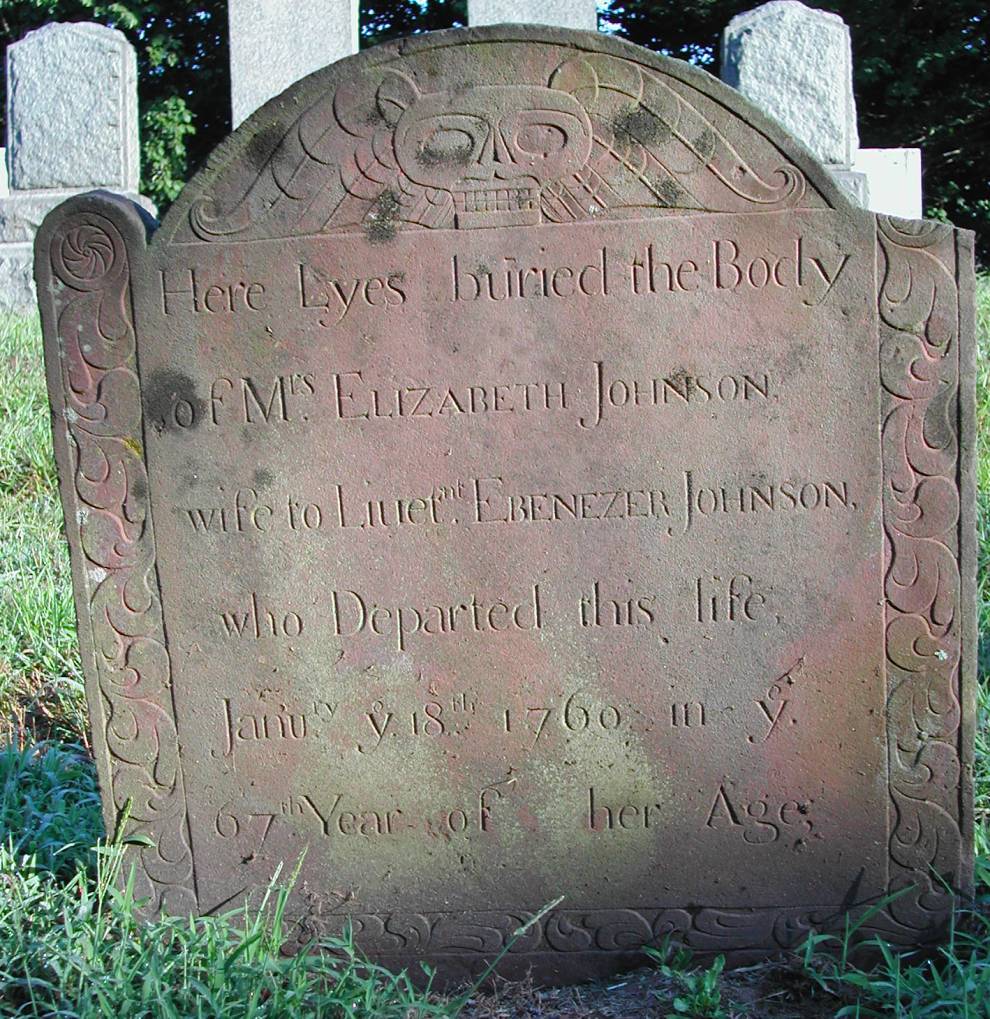 Here Lyes buried the Body
of Mrs. ELIZABETH JOHNSON,
wife to Liuetnt. EBENEZER JOHNSON,
who Departed this life,
Janury ye. 18th. 1760. in ye.
67th Year of her Age;